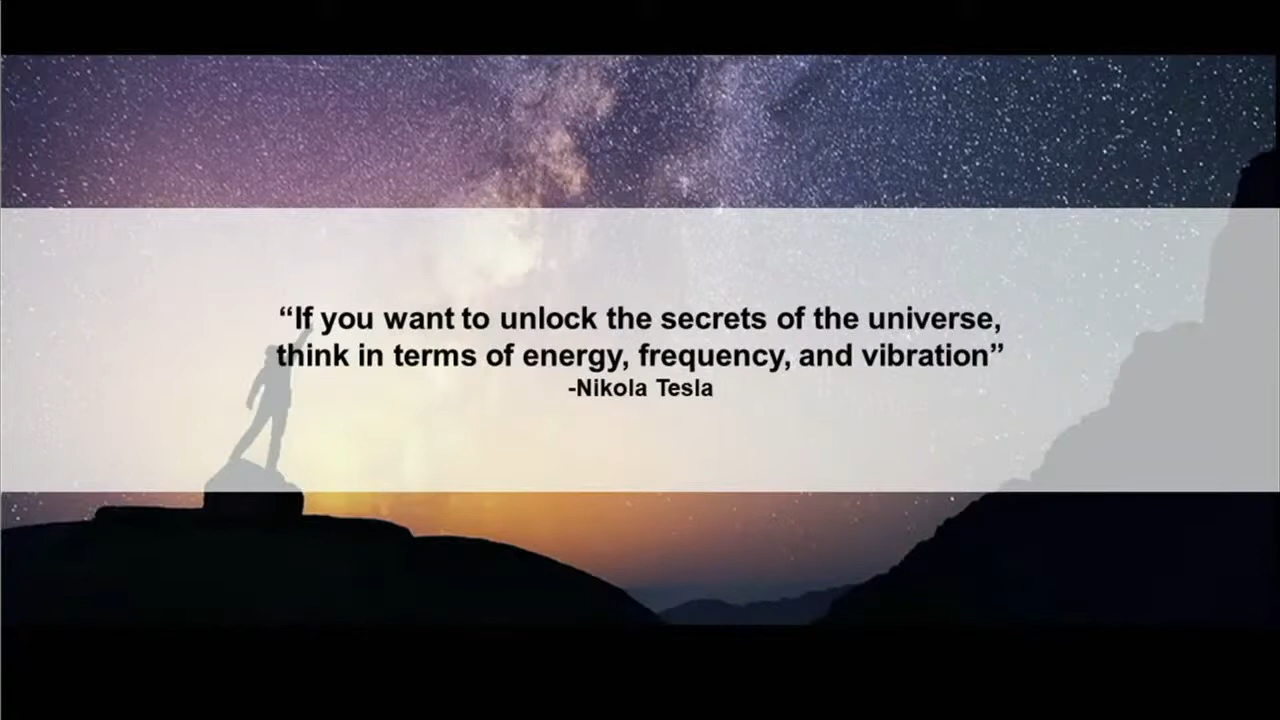 “If you want to unlock the secrets of the universe,
think in terms of energy, frequency, and vibration”
-Nikola Tesla